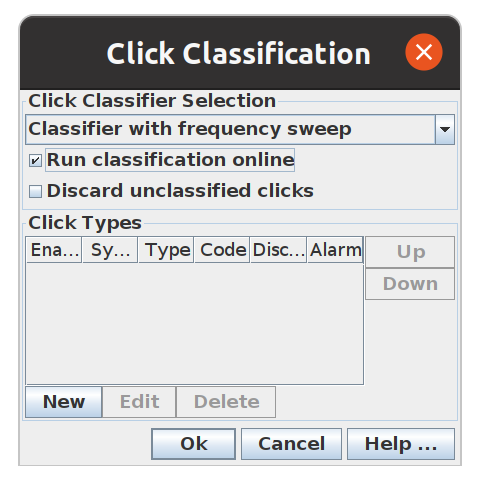 Click Classification
Click Classifier Selection
Classifier with frequency sweep
Run classification online
Discard unclassified clicks
Click Types
Ena... Sy... Type Code Disc... Alarm
Up
Down
New Edit Delete
Ok Cancel Help ...